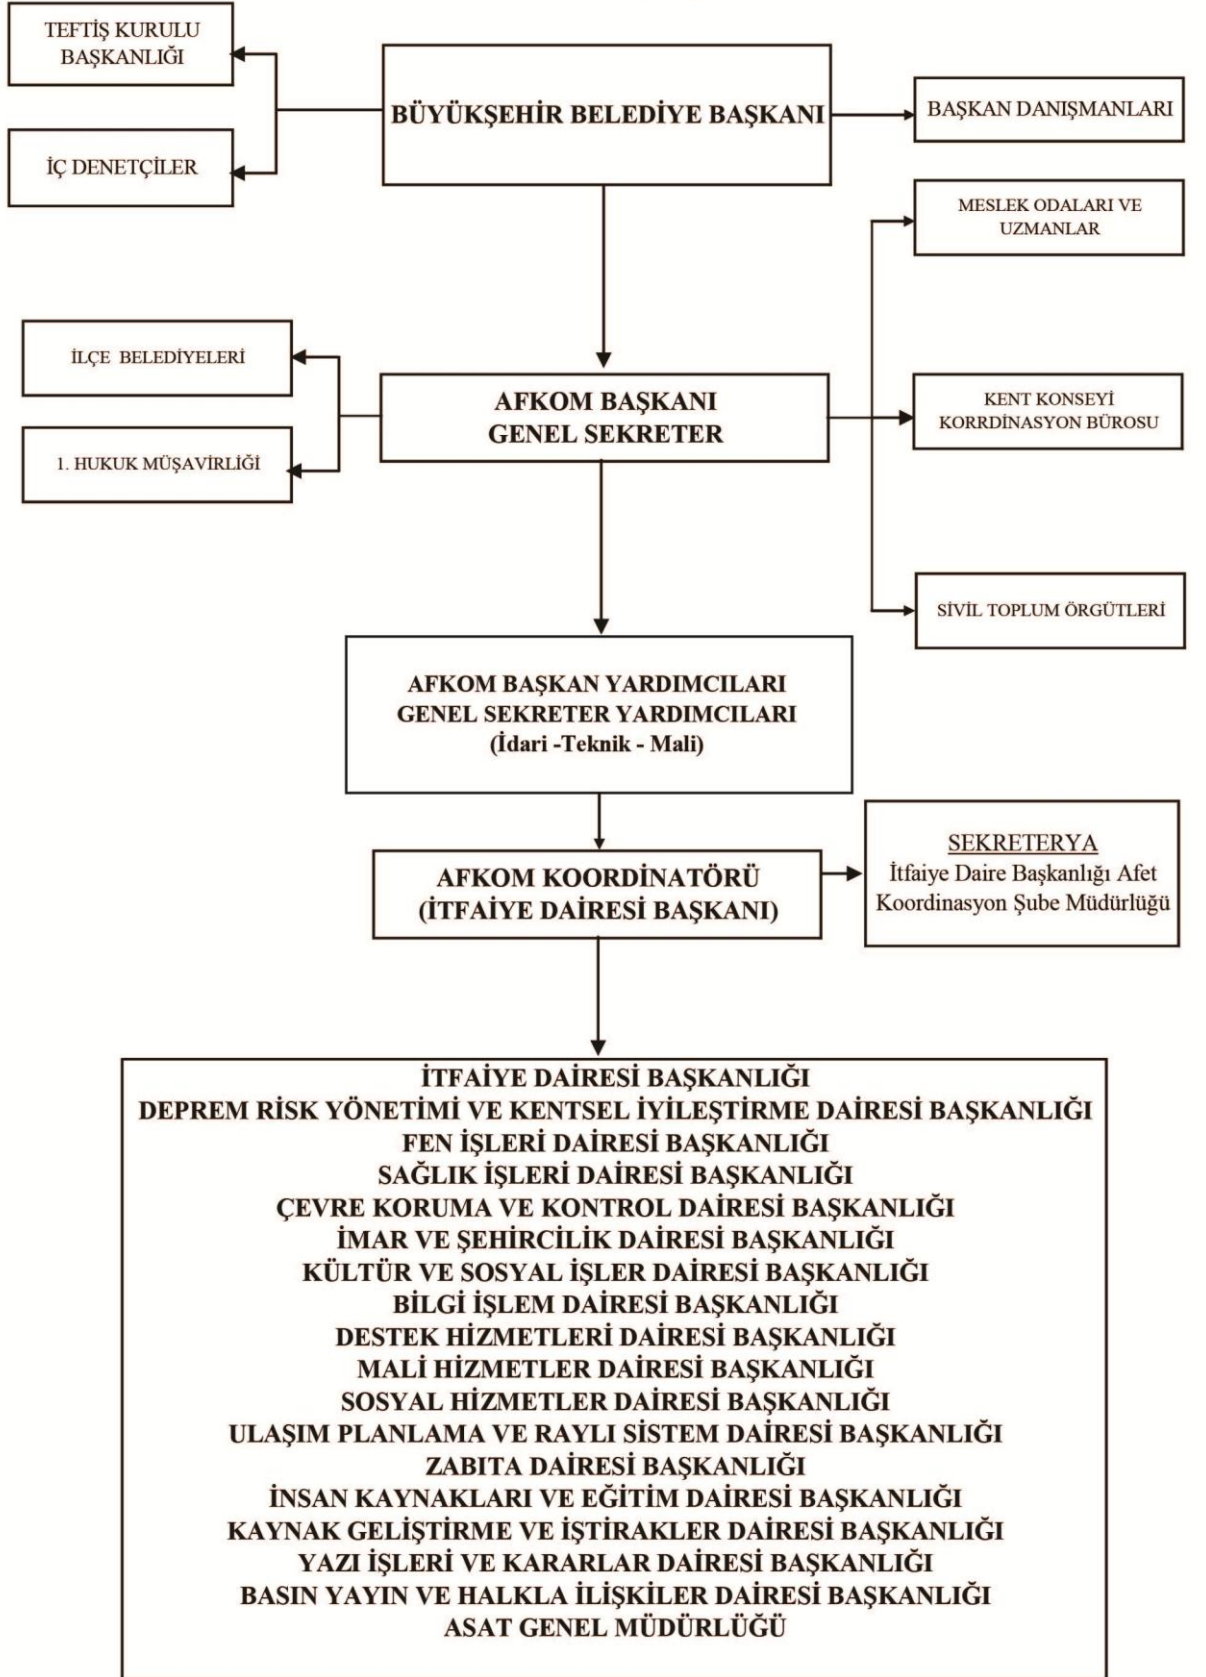 TEFTİŞ KURULU
BAŞKANLIĞI
BÜYÜKŞEHİR BELEDİYE BAŞKANI
BAŞKAN DANIŞMANLARI
İÇ DENETÇİLER
MESLEK ODALARI VE
UZMANLAR
İLÇE BELEDİYELERİ
AFKOM BAŞKANI
GENEL SEKRETER
KENT KONSEYİ
KORRDİNASYON BÜROSU
1. HUKUK MÜŞAVİRLİĞİ
SİVİL TOPLUM ÖRGÜTLERİ
AFKOM BAŞKAN YARDIMCILARI
GENEL SEKRETER YARDIMCILARI
(İdari -Teknik - Mali)
AFKOM KOORDİNATÖRÜ
(İTFAİYE DAİRESİ BAŞKANI)
SEKRETERYA
İtfaiye Daire Başkanlığı Afet
Koordinasyon Şube Müdürlüğü
İTFAİYE DAİRESİ BAŞKANLIĞI
DEPREM RİSK YÖNETİMİ VE KENTSEL İYİLEŞTİRME DAİRESİ BAŞKANLIĞI
FEN İŞLERİ DAİRESİ BAŞKANLIĞI
SAĞLIK İŞLERİ DAİRESİ BAŞKANLIĞI
ÇEVRE KORUMA VE KONTROL DAİRESİ BAŞKANLIĞI
İMAR VE ŞEHİRCİLİK DAİRESİ BAŞKANLIĞI
KÜLTÜR VE SOSYAL İŞLER DAİRESİ BAŞKANLIĞI
BİLGİ İŞLEM DAİRESİ BAŞKANLIĞI
DESTEK HİZMETLERİ DAİRESİ BAŞKANLIĞI
MALİ HİZMETLER DAİRESİ BAŞKANLIĞI
SOSYAL HİZMETLER DAİRESİ BAŞKANLIĞI
ULAŞIM PLANLAMA VE RAYLI SİSTEM DAİRESİ BAŞKANLIĞI
ZABITA DAİRESİ BAŞKANLIĞI
İNSAN KAYNAKLARI VE EĞİTİM DAİRESİ BAŞKANLIĞI
KAYNAK GELİŞTİRME VE İŞTİRAKLER DAİRESİ BAŞKANLIĞI
YAZI İŞLERİ VE KARARLAR DAİRESİ BAŞKANLIĞI
BASIN YAYIN VE HALKLA İLİŞKİLER DAİRESİ BAŞKANLIĞI
ASAT GENEL MÜDÜRLÜĞÜ